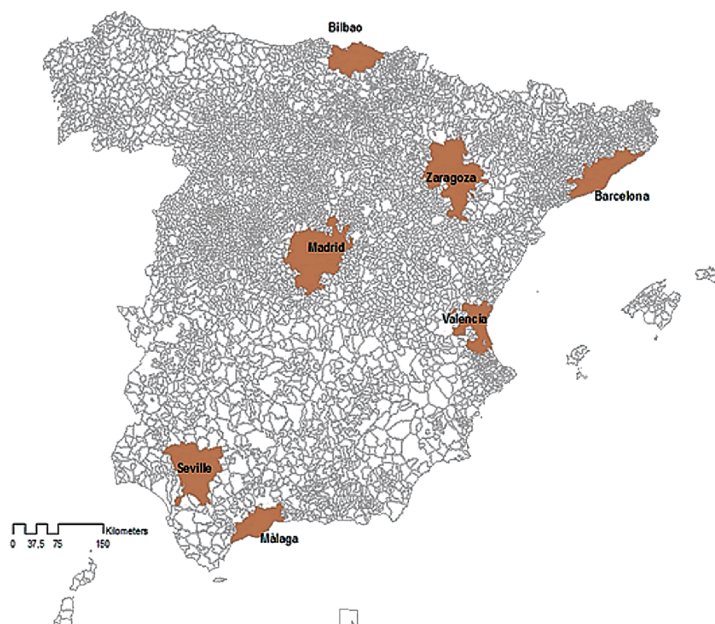 Bilbao
Zaragoza
Barcelona
Madrid
Valencia
Seville
Màlaga
Kilometers
0 37,5 75 150